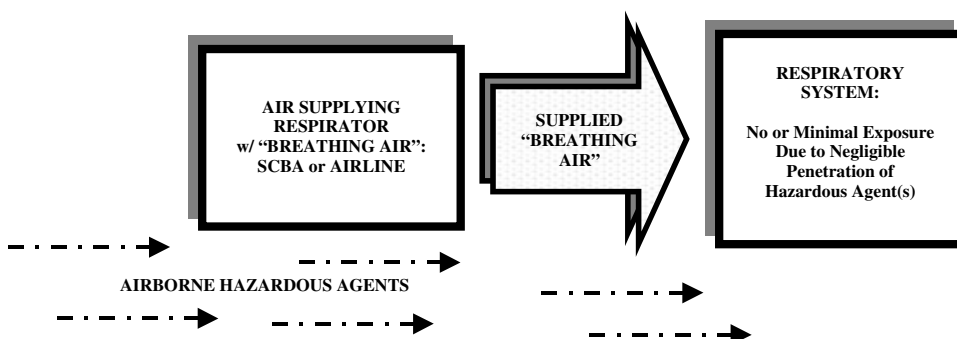 AIR SUPPLYING
RESPIRATOR
w/ “BREATHING AIR”:
SCBA or AIRLINE
SUPPLIED
“BREATHING
AIR”
RESPIRATORY
SYSTEM:
No or Minimal Exposure
Due to Negligible
Penetration of
Hazardous Agent(s)
AIRBORNE HAZARDOUS AGENTS